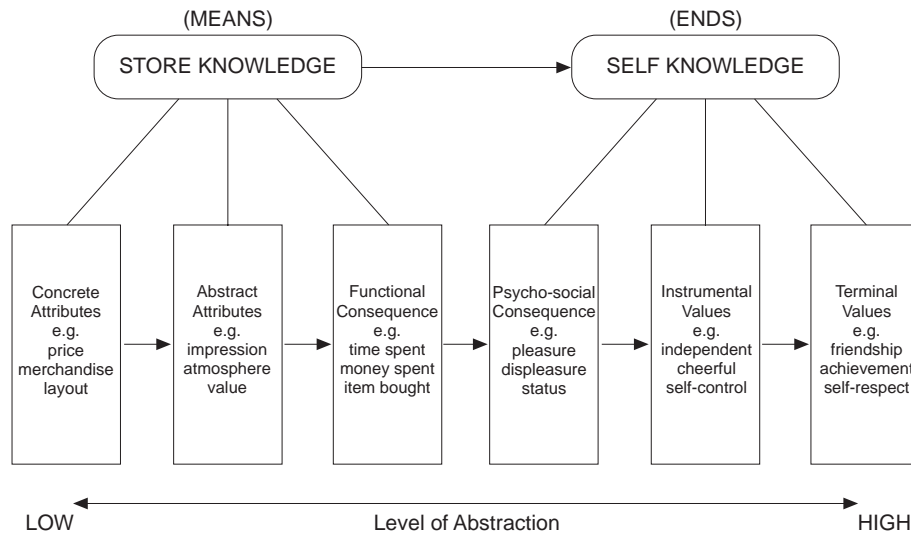 (MEANS)
(ENDS)
STORE KNOWLEDGE
SELF KNOWLEDGE
Concrete
Attributes
e.g.
price
merchandise
layout
Abstract
Attributes
e.g.
impression
atmosphere
value
Functional
Consequence
e.g.
time spent
money spent
item bought
Psycho-social
Consequence
e.g.
pleasure
displeasure
status
Instrumental
Values
e.g.
independent
cheerful
self-control
Terminal
Values
e.g.
friendship
achievement
self-respect
LOW
Level of Abstraction
HIGH